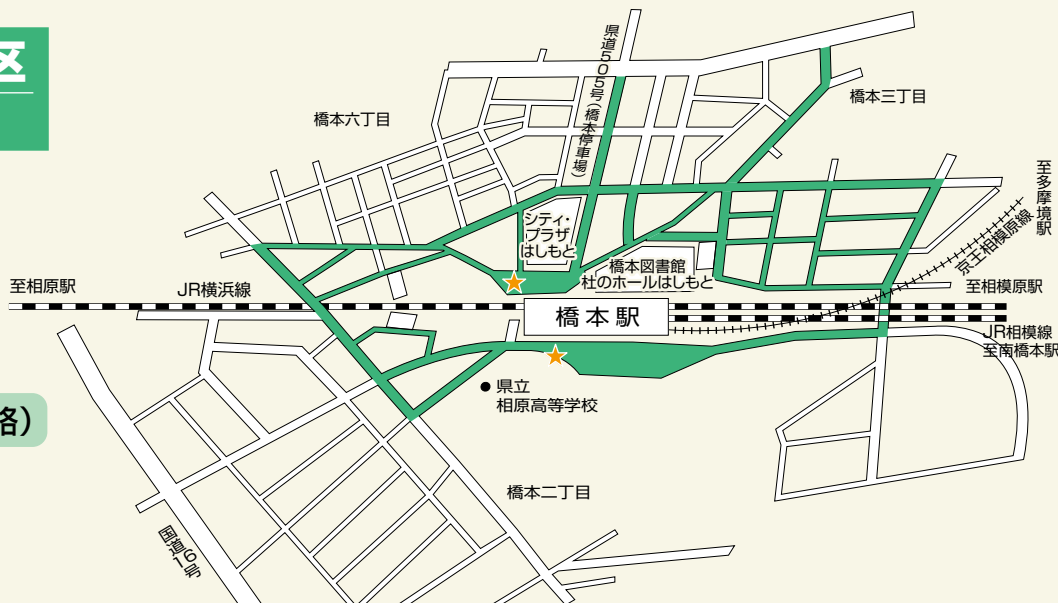 区
県道505号(橋本停車場)
橋本六丁目
橋本三丁目
至多摩境駅
京王相模原線
シティ・
プラザ
はしもと
橋本図書館
杜のホールはしもと
至相原駅
JR横浜線
至相模原駅
橋本駅
JR相模線
至南橋本駅
県立
相原高等学校
路)
橋本二丁目
国道16号